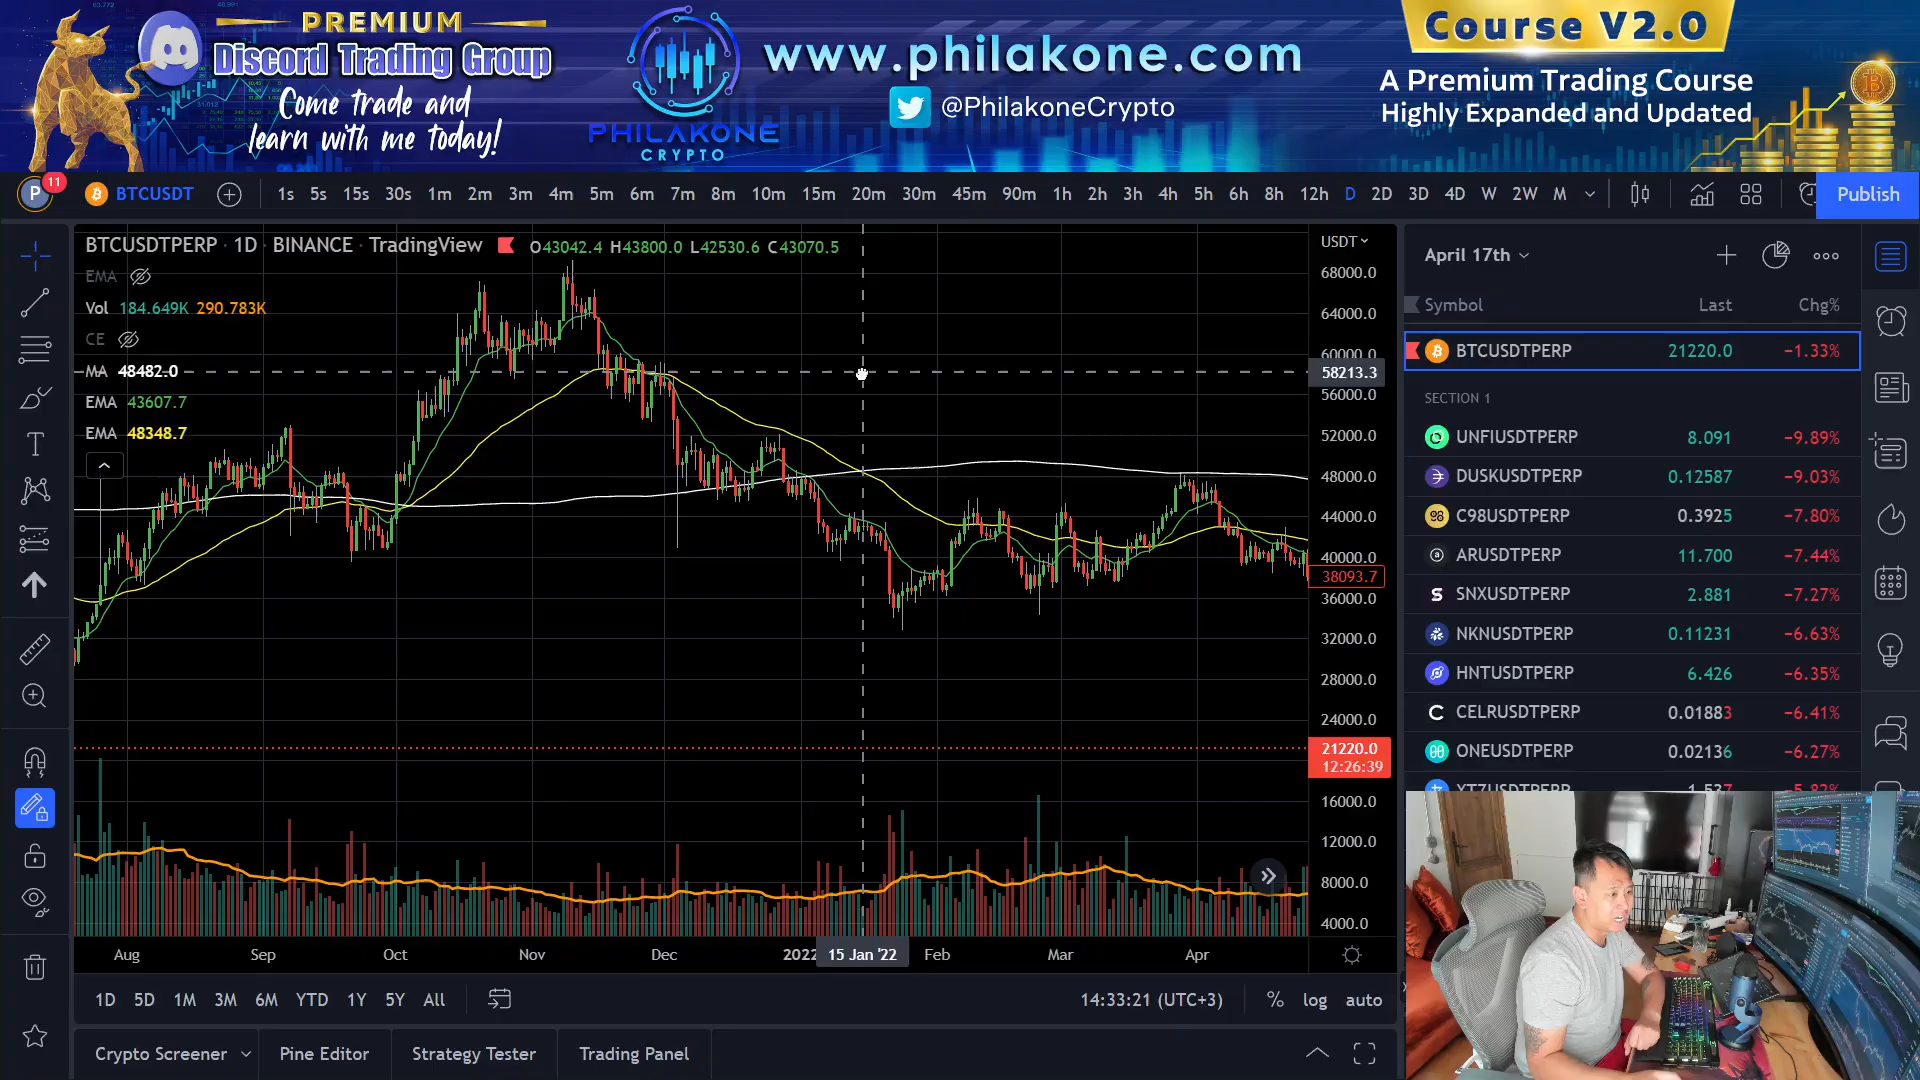 PREMIUM
Discord Trading Group
Come trade and
learn with me today!
PHILAKONE
CRYPTO
www.philakone.com
@PhilakoneCrypto
Course V2.0
A Premium Trading Course
Highly Expanded and Updated
P 11 BTCUSDT 1s 5s 15s 30s 1m 2m 3m 4m 5m 6m 7m 8m 10m 15m 20m 30m 45m 90m 1h 2h 3h 4h 5h 6h 8h 12h D 2D 3D 4D W 2W M Publish
BTCUSDTPERP · 1D · BINANCE · TradingView O43042.4 H43800.0 L42530.6 C43070.5
EMA
Vol 184.649K 290.783K
CE
MA 48482.0
EMA 43607.7
EMA 48348.7
USDT
68000.0
64000.0
60000.0
58213.3
56000.0
52000.0
48000.0
44000.0
40000.0
38093.7
36000.0
32000.0
28000.0
24000.0
21220.0
12:26:39
16000.0
12000.0
8000.0
4000.0
Aug Sep Oct Nov Dec 2022 15 Jan '22 Feb Mar Apr
1D 5D 1M 3M 6M YTD 1Y 5Y All 14:33:21 (UTC+3) % log auto
Crypto Screener Pine Editor Strategy Tester Trading Panel
April 17th
Symbol Last Chg%
BTCUSDTPERP 21220.0 −1.33%
SECTION 1
UNFIUSDTPERP 8.091 −9.89%
DUSKUSDTPERP 0.12587 −9.03%
C98USDTPERP 0.3925 −7.80%
ARUSDTPERP 11.700 −7.44%
SNXUSDTPERP 2.881 −7.27%
NKNUSDTPERP 0.11231 −6.63%
HNTUSDTPERP 6.426 −6.35%
CELRUSDTPERP 0.01883 −6.41%
ONEUSDTPERP 0.02136 −6.27%
XTZUSDTPERP 1.537 −5.82%